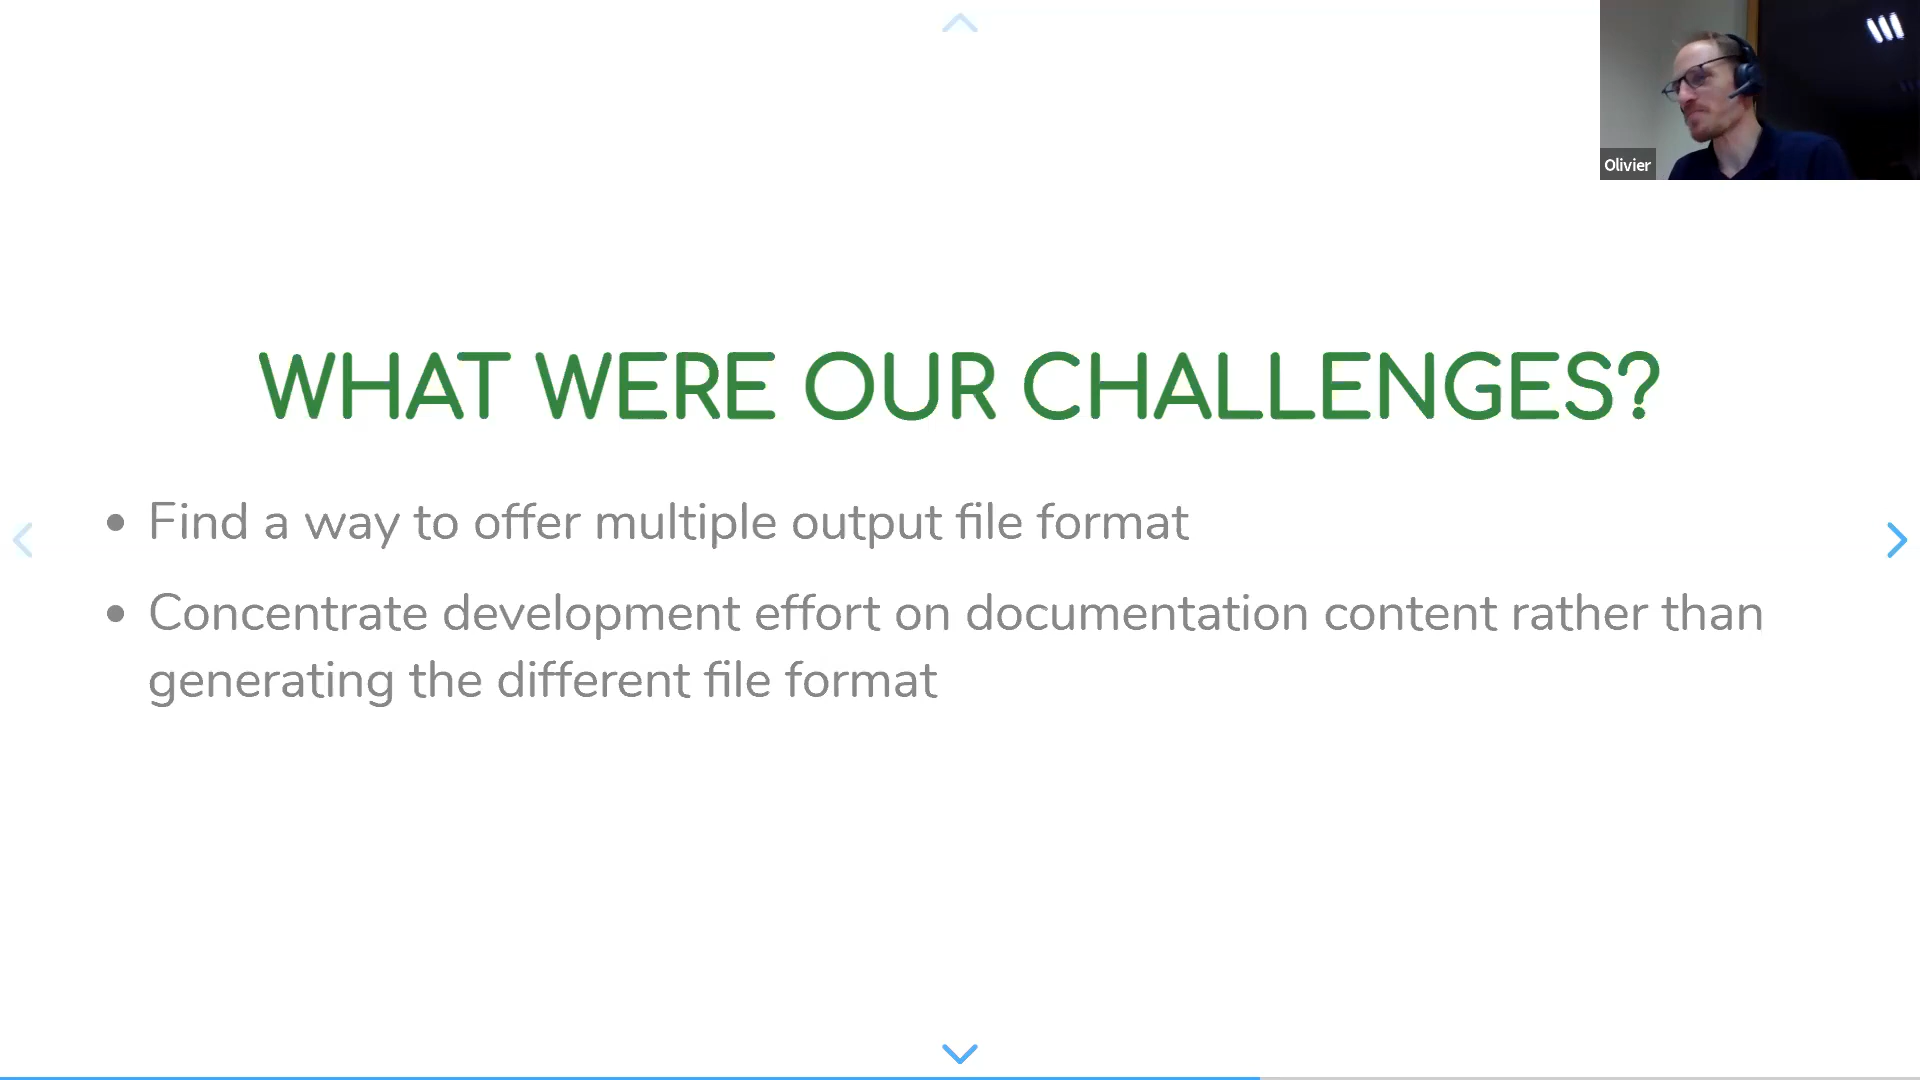 Olivier
WHAT WERE OUR CHALLENGES?
Find a way to offer multiple output file format
Concentrate development effort on documentation content rather than
generating the different file format